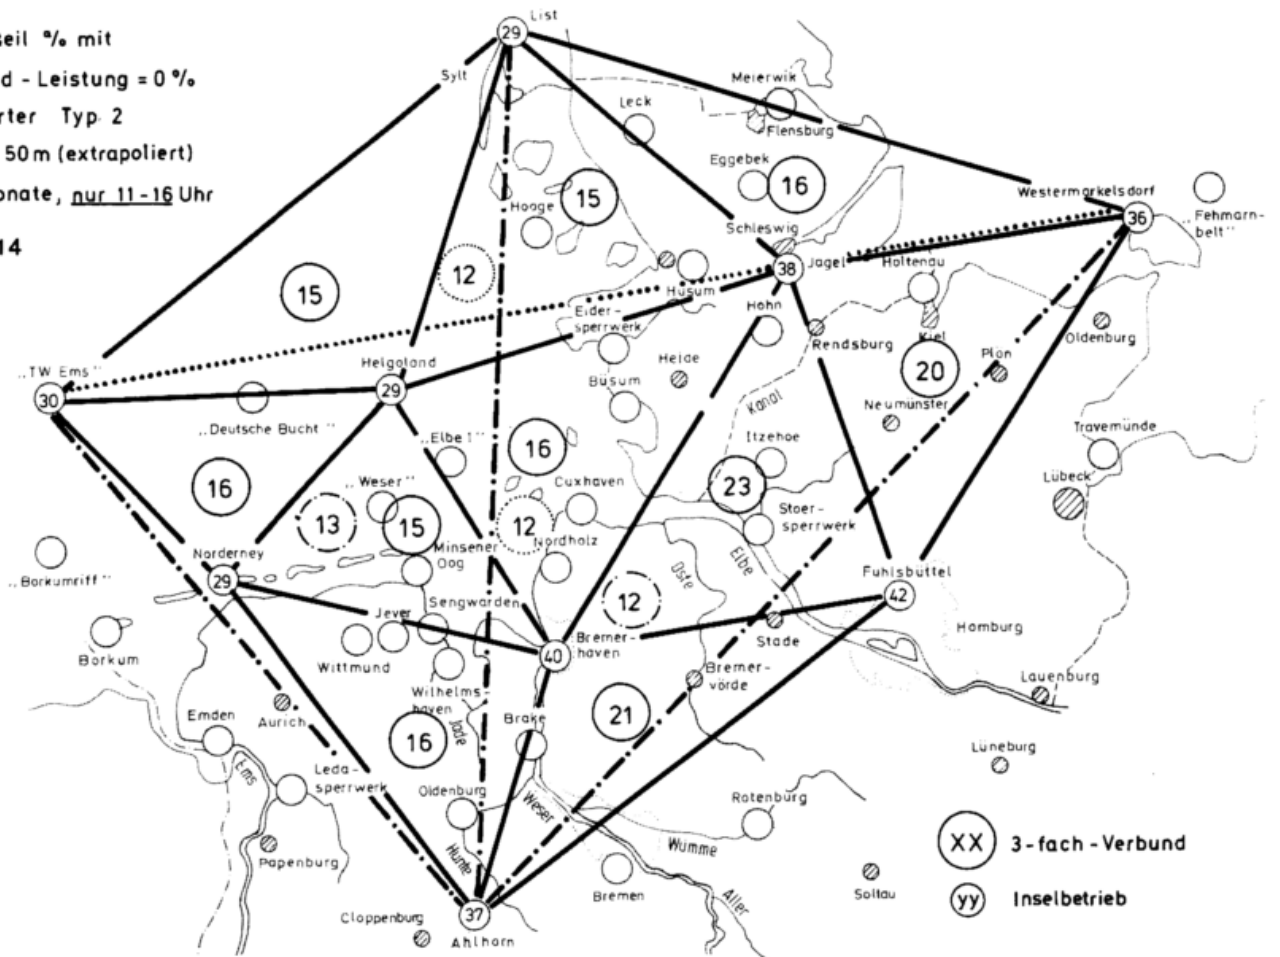 List
29
eil % mit
Sylt
d - Leistung = 0 %
Meierwik
Leck
rter Typ 2
Flensburg
50 m (extrapoliert)
Eggebek
16
onate, nur 11-16 Uhr
15
Hooge
Westermarkelsdorf
36
„Fehmarn-
belt"
Schleswig
14
38
Jagel
Holtenau
12
15
Husum
Hohn
Eider-
sperrwerk
Rendsburg
Kiel
Oldenburg
Helgoland
29
Heide
Plön
20
„TW Ems"
30
Büsum
Kanal
Neumünster
„Deutsche Bucht"
„Elbe 1"
16
Itzehoe
Travemünde
Lübeck
16
„Weser"
Cuxhaven
23
13
15
12
Stoer-
sperrwerk
Nordholz
Minsener
Oog
Norderney
29
Elbe
Oste
Fuhlsbüttel
42
„Borkumriff"
Sengwarden
12
Jever
Stade
Hamburg
Borkum
Wittmund
40
Bremer-
haven
Bremer-
vörde
Lauenburg
Wilhelms-
haven
Aurich
Emden
21
16
Jade
Brake
Lüneburg
Ems
Leda-
sperrwerk
Oldenburg
Weser
Rotenburg
Papenburg
Hunte
Wümme
XX 3-fach-Verbund
Bremen
Aller
Soltau
yy Inselbetrieb
Cloppenburg
37
Ahlhorn